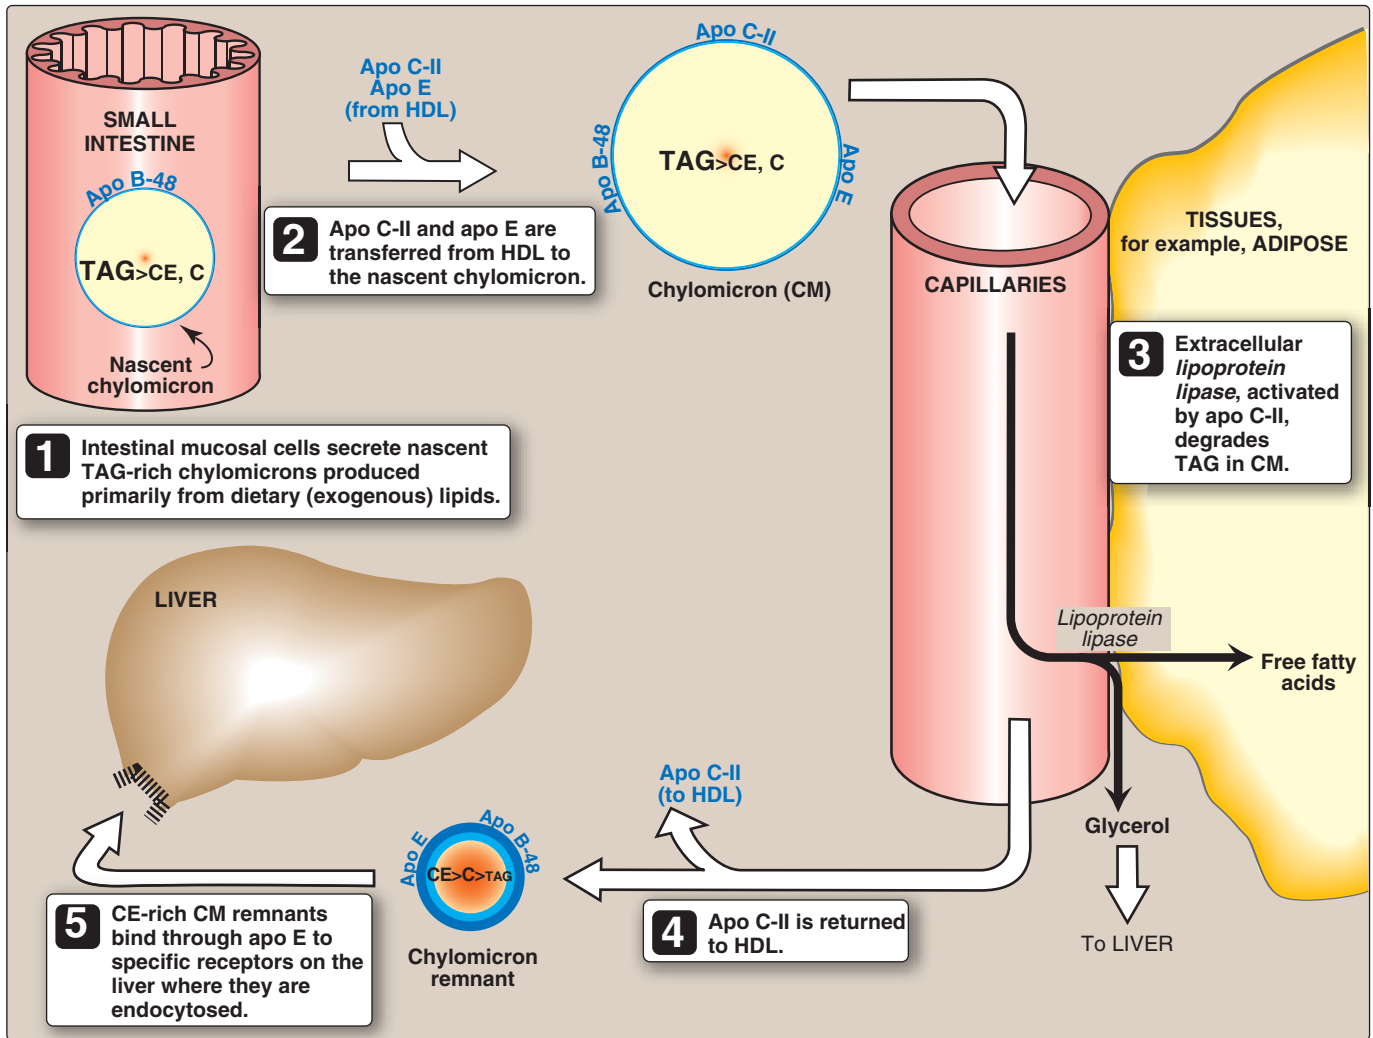 SMALL
INTESTINE
Apo B-48
TAG>CE, C
Nascent
chylomicron
1 Intestinal mucosal cells secrete nascent
TAG-rich chylomicrons produced
primarily from dietary (exogenous) lipids.
Apo C-II
Apo E
(from HDL)
2 Apo C-II and apo E are
transferred from HDL to
the nascent chylomicron.
Apo C-II
Apo B-48
TAG>CE, C
Apo E
Chylomicron (CM)
CAPILLARIES
TISSUES,
for example, ADIPOSE
3 Extracellular
lipoprotein
lipase, activated
by apo C-II,
degrades
TAG in CM.
Lipoprotein
lipase
Free fatty
acids
Glycerol
To LIVER
Apo C-II
(to HDL)
4 Apo C-II is returned
to HDL.
Apo E
Apo B-48
CE>C>TAG
Chylomicron
remnant
LIVER
5 CE-rich CM remnants
bind through apo E to
specific receptors on the
liver where they are
endocytosed.